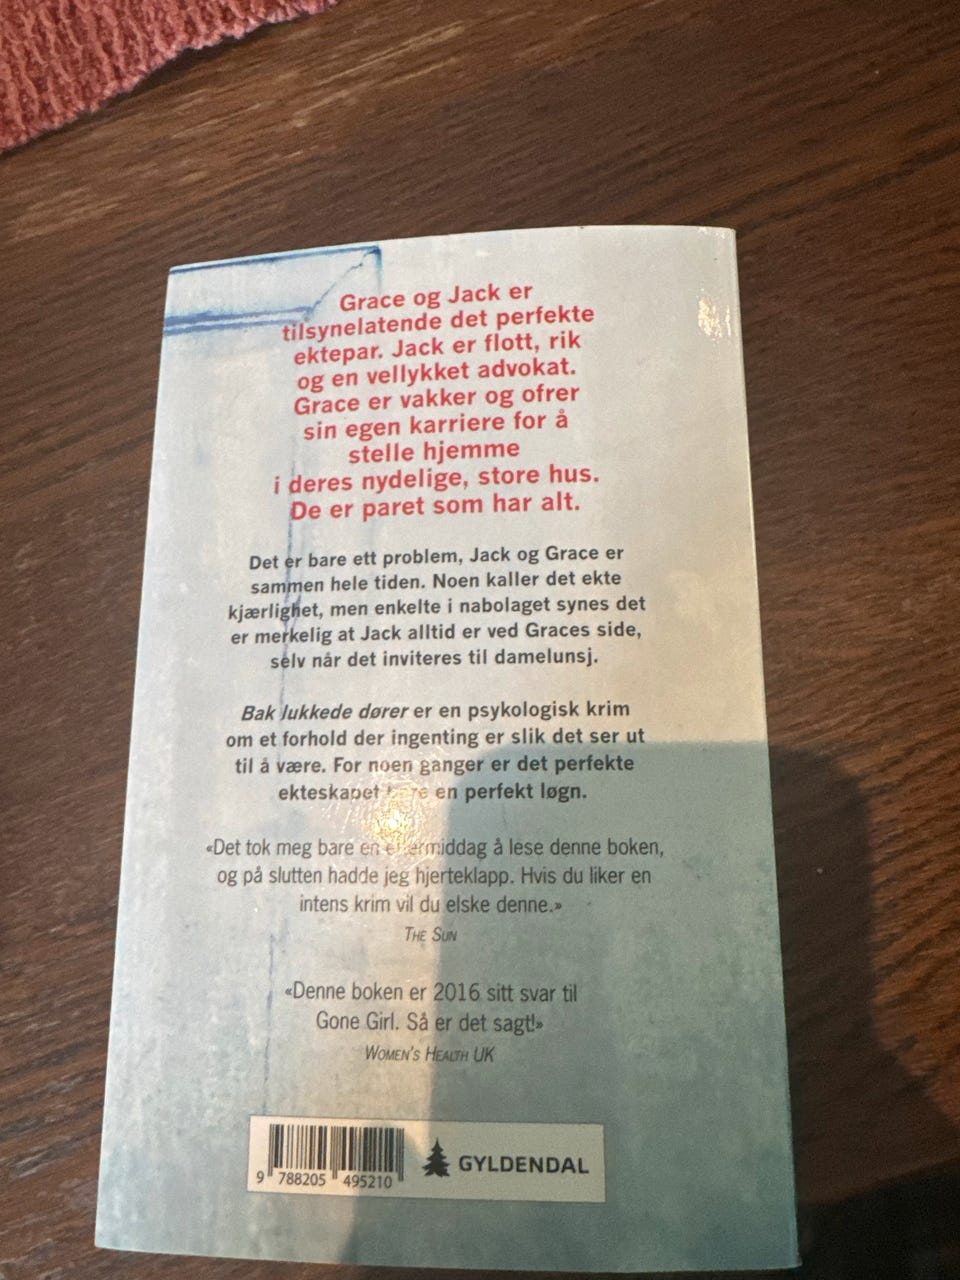 Grace og Jack er
tilsynelatende det perfekte
ektepar. Jack er flott, rik
og en vellykket advokat.
Grace er vakker og ofrer
sin egen karriere for å
stelle hjemme
i deres nydelige, store hus.
De er paret som har alt.
Det er bare ett problem, Jack og Grace er
sammen hele tiden. Noen kaller det ekte
kjærlighet, men enkelte i nabolaget synes det
er merkelig at Jack alltid er ved Graces side,
selv når det inviteres til damelunsj.
Bak lukkede dører er en psykologisk krim
om et forhold der ingenting er slik det ser ut
til å være. For noen ganger er det perfekte
ekteskapet bare en perfekt løgn.
«Det tok meg bare en ettermiddag å lese denne boken,
og på slutten hadde jeg hjerteklapp. Hvis du liker en
intens krim vil du elske denne.»
THE SUN
«Denne boken er 2016 sitt svar til
Gone Girl. Så er det sagt!»
WOMEN'S HEALTH UK
9 788205 495210
GYLDENDAL